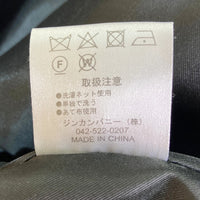 F W
取扱注意
●洗濯ネット使用
●単独で洗う
●あて布使用
ジンカンパニー (株)
042-522-0207
MADE IN CHINA